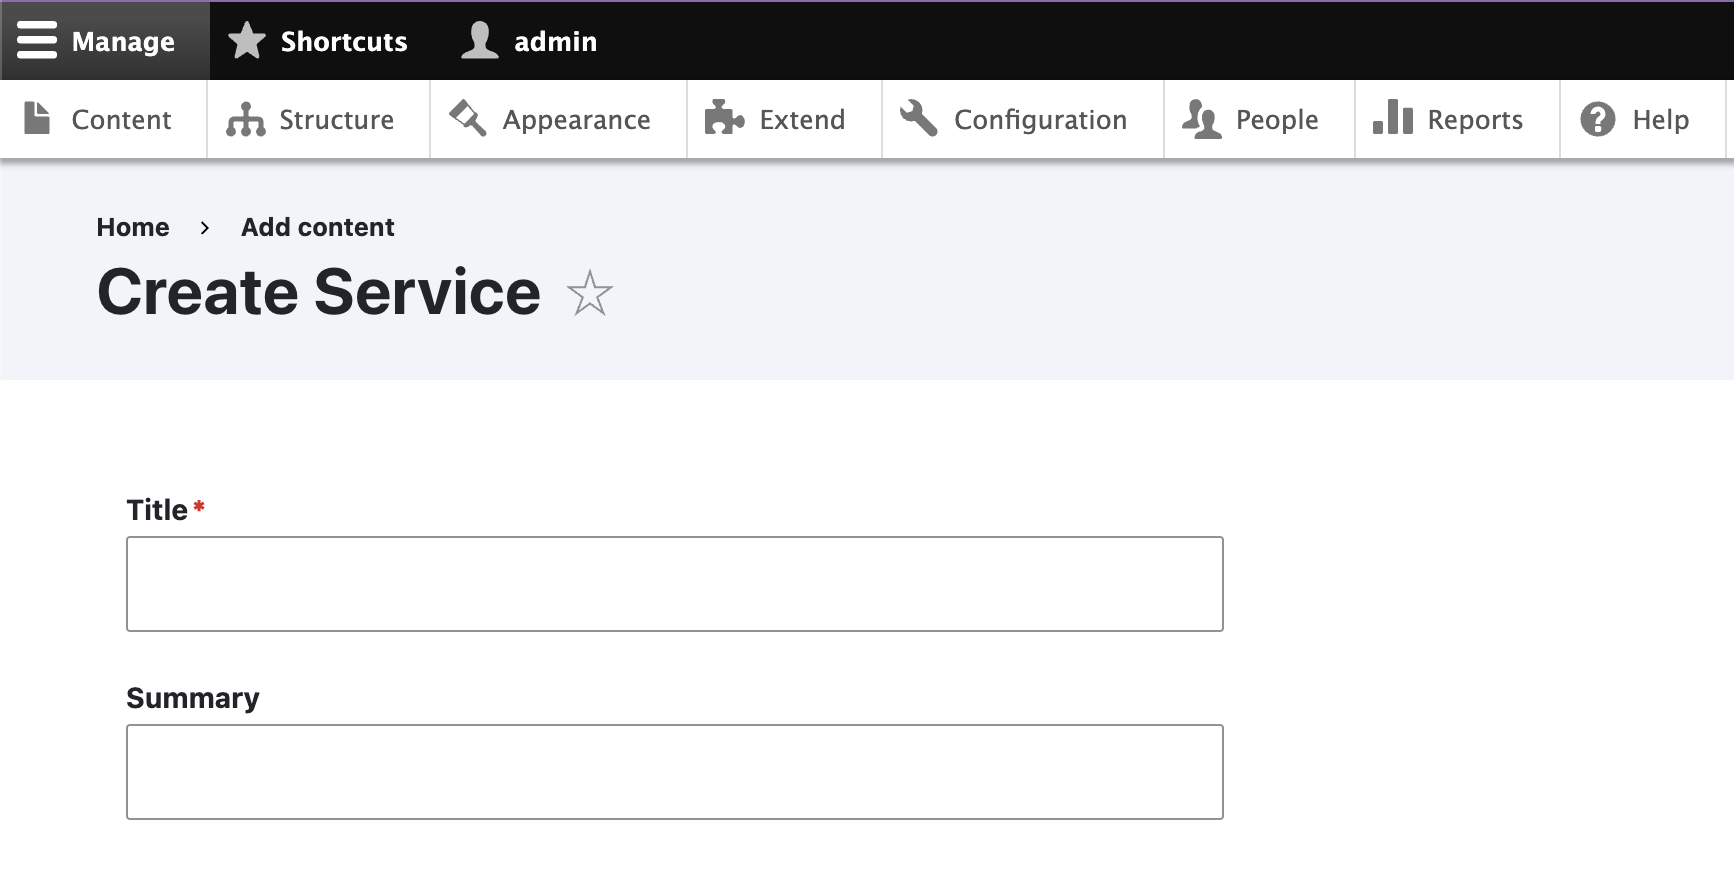 Manage Shortcuts admin
Content Structure Appearance Extend Configuration People Reports Help
Home › Add content
Create Service
Title*
Summary